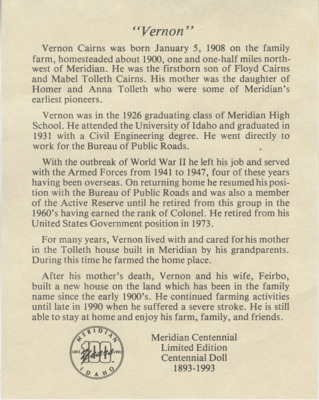 "Vernon"
Vernon Cairns was born January 5, 1908 on the family
farm, homesteaded about 1900, one and one-half miles north-
west of Meridian. He was the firstborn son of Floyd Cairns
and Mabel Tolleth Cairns. His mother was the daughter of
Homer and Anna Tolleth who were some of Meridian's
earliest pioneers.
Vernon was in the 1926 graduating class of Meridian High
School. He attended the University of Idaho and graduated in
1931 with a Civil Engineering degree. He went directly to
work for the Bureau of Public Roads.
With the outbreak of World War II he left his job and served
with the Armed Forces from 1941 to 1947, four of these years
having been overseas. On returning home he resumed his posi-
tion with the Bureau of Public Roads and was also a member
of the Active Reserve until he retired from this group in the
1960's having earned the rank of Colonel. He retired from his
United States Government position in 1973.
For many years, Vernon lived with and cared for his mother
in the Tolleth house built in Meridian by his grandparents.
During this time he farmed the home place.
After his mother's death, Vernon and his wife, Feirbo,
built a new house on the land which has been in the family
name since the early 1900's. He continued farming activities
until late in 1990 when he suffered a severe stroke. He is still
able to stay at home and enjoy his farm, family, and friends.
MERIDIAN
1893 100 1993
Years
IDAHO
Meridian Centennial
Limited Edition
Centennial Doll
1893-1993